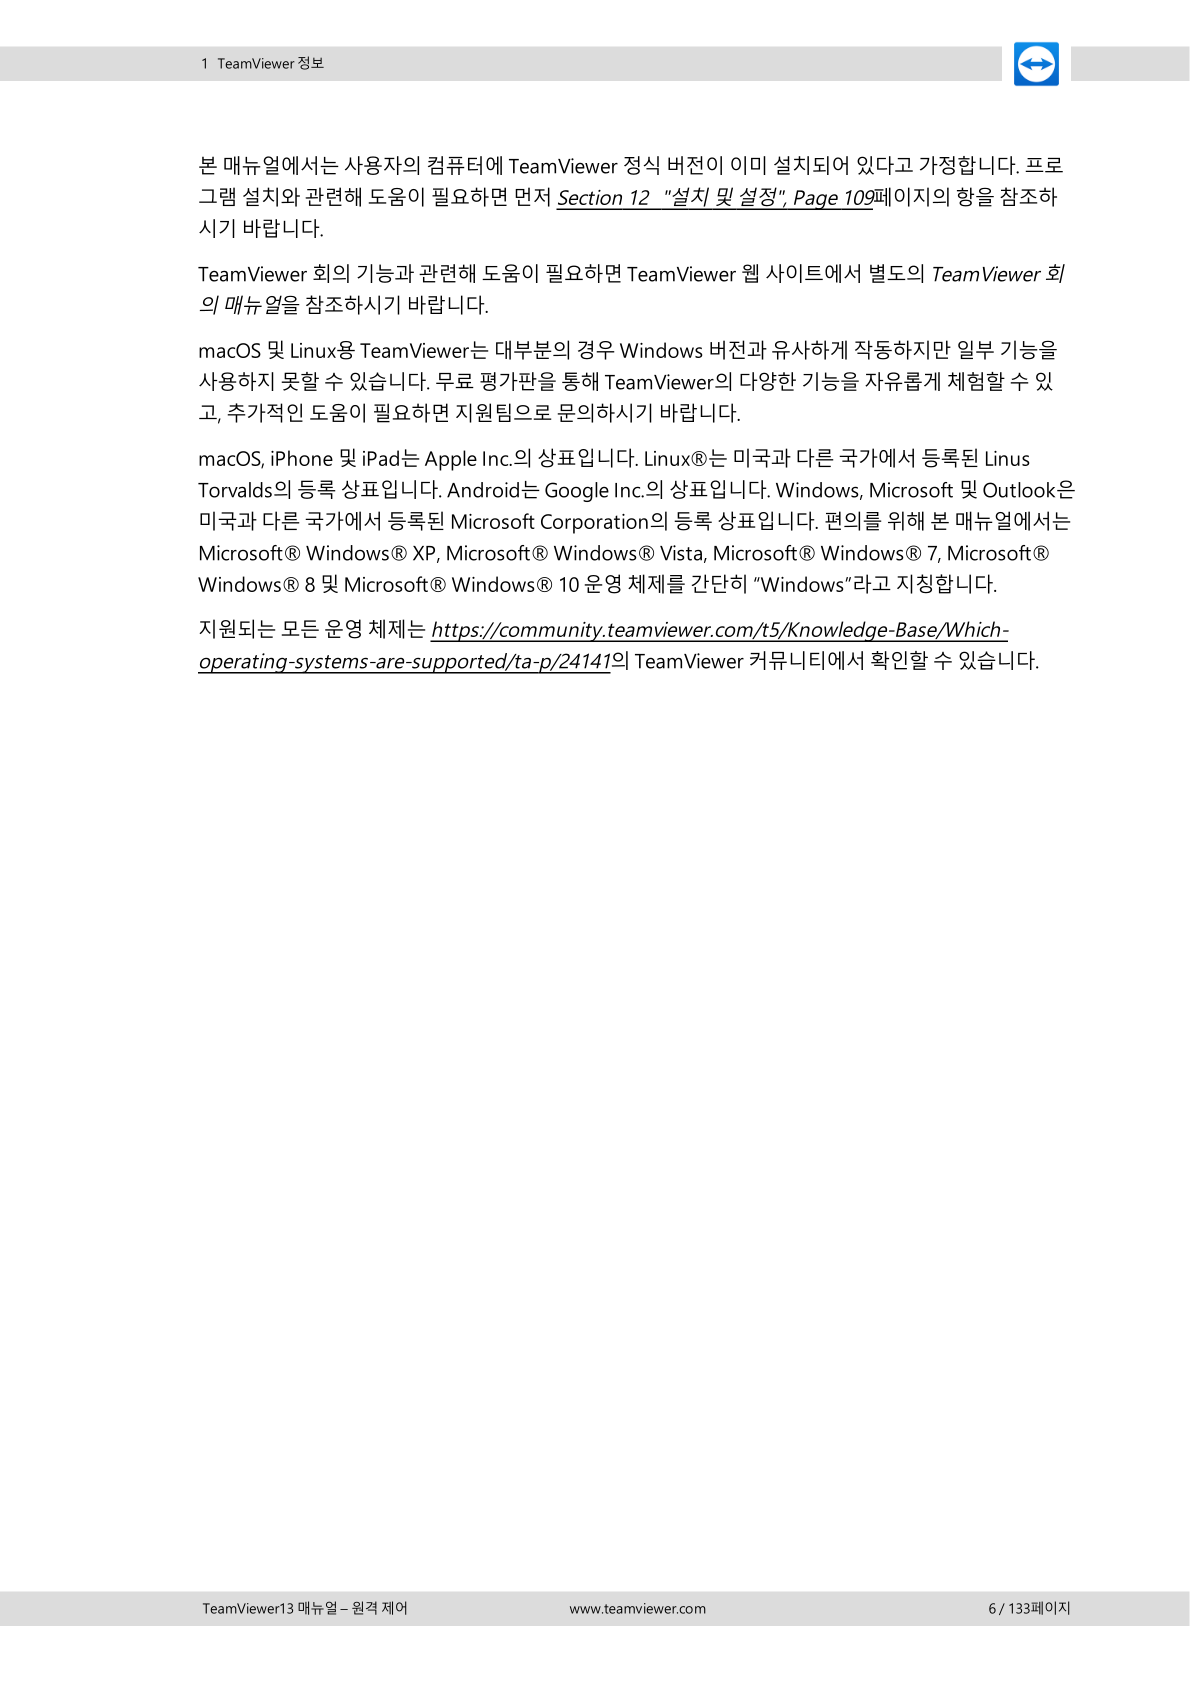 1 TeamViewer 정보
본 매뉴얼에서는 사용자의 컴퓨터에 TeamViewer 정식 버전이 이미 설치되어 있다고 가정합니다. 프로
그램 설치와 관련해 도움이 필요하면 먼저 Section 12 "설치 및 설정", Page 109페이지의 항을 참조하
시기 바랍니다.
TeamViewer 회의 기능과 관련해 도움이 필요하면 TeamViewer 웹 사이트에서 별도의 TeamViewer 회
의 매뉴얼을 참조하시기 바랍니다.
macOS 및 Linux용 TeamViewer는 대부분의 경우 Windows 버전과 유사하게 작동하지만 일부 기능을
사용하지 못할 수 있습니다. 무료 평가판을 통해 TeamViewer의 다양한 기능을 자유롭게 체험할 수 있
고, 추가적인 도움이 필요하면 지원팀으로 문의하시기 바랍니다.
macOS, iPhone 및 iPad는 Apple Inc.의 상표입니다. Linux®는 미국과 다른 국가에서 등록된 Linus
Torvalds의 등록 상표입니다. Android는 Google Inc.의 상표입니다. Windows, Microsoft 및 Outlook은
미국과 다른 국가에서 등록된 Microsoft Corporation의 등록 상표입니다. 편의를 위해 본 매뉴얼에서는
Microsoft® Windows® XP, Microsoft® Windows® Vista, Microsoft® Windows® 7, Microsoft®
Windows® 8 및 Microsoft® Windows® 10 운영 체제를 간단히 “Windows”라고 지칭합니다.
지원되는 모든 운영 체제는 https://community.teamviewer.com/t5/Knowledge-Base/Which-
operating-systems-are-supported/ta-p/24141의 TeamViewer 커뮤니티에서 확인할 수 있습니다.
TeamViewer13 매뉴얼 – 원격 제어 www.teamviewer.com 6 / 133페이지